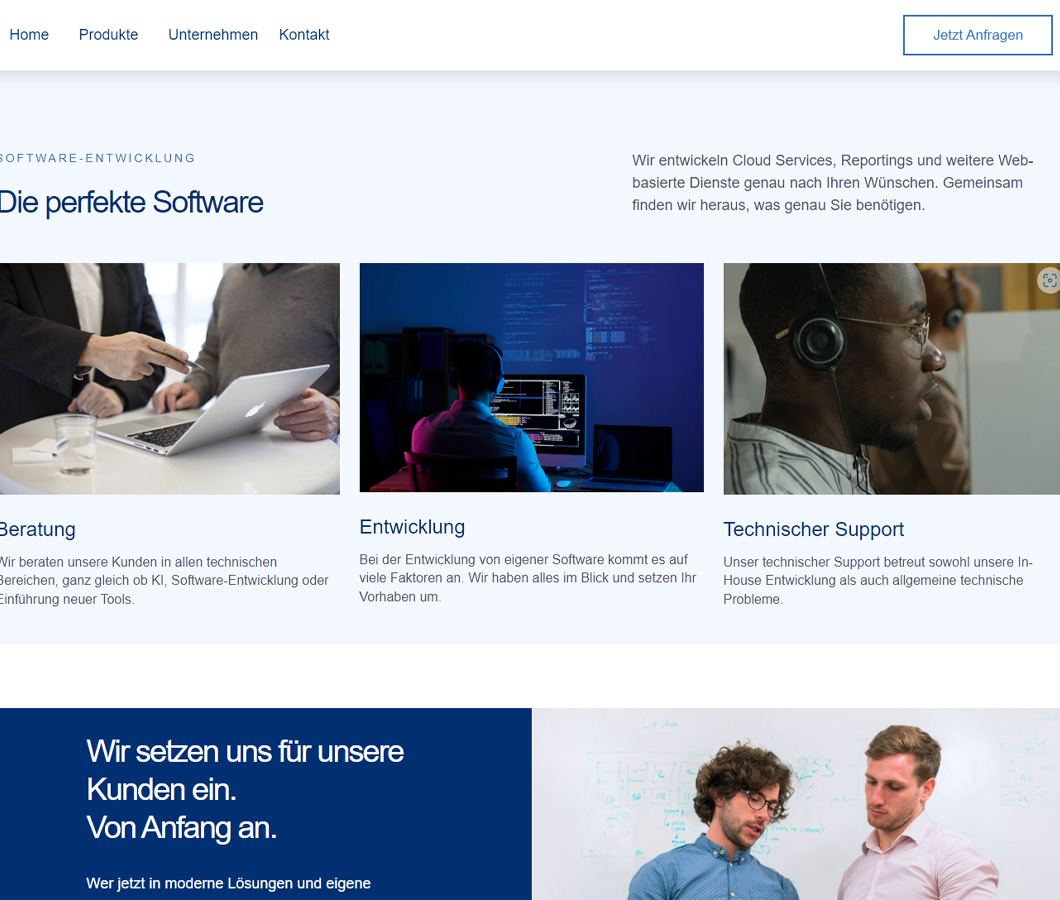 Home Produkte Unternehmen Kontakt Jetzt Anfragen
SOFTWARE-ENTWICKLUNG
Die perfekte Software
Wir entwickeln Cloud Services, Reportings und weitere Web-
basierte Dienste genau nach Ihren Wünschen. Gemeinsam
finden wir heraus, was genau Sie benötigen.
Beratung
Wir beraten unsere Kunden in allen technischen
Bereichen, ganz gleich ob KI, Software-Entwicklung oder
Einführung neuer Tools.
Entwicklung
Bei der Entwicklung von eigener Software kommt es auf
viele Faktoren an. Wir haben alles im Blick und setzen Ihr
Vorhaben um.
Technischer Support
Unser technischer Support betreut sowohl unsere In-
House Entwicklung als auch allgemeine technische
Probleme.
Wir setzen uns für unsere
Kunden ein.
Von Anfang an.
Wer jetzt in moderne Lösungen und eigene